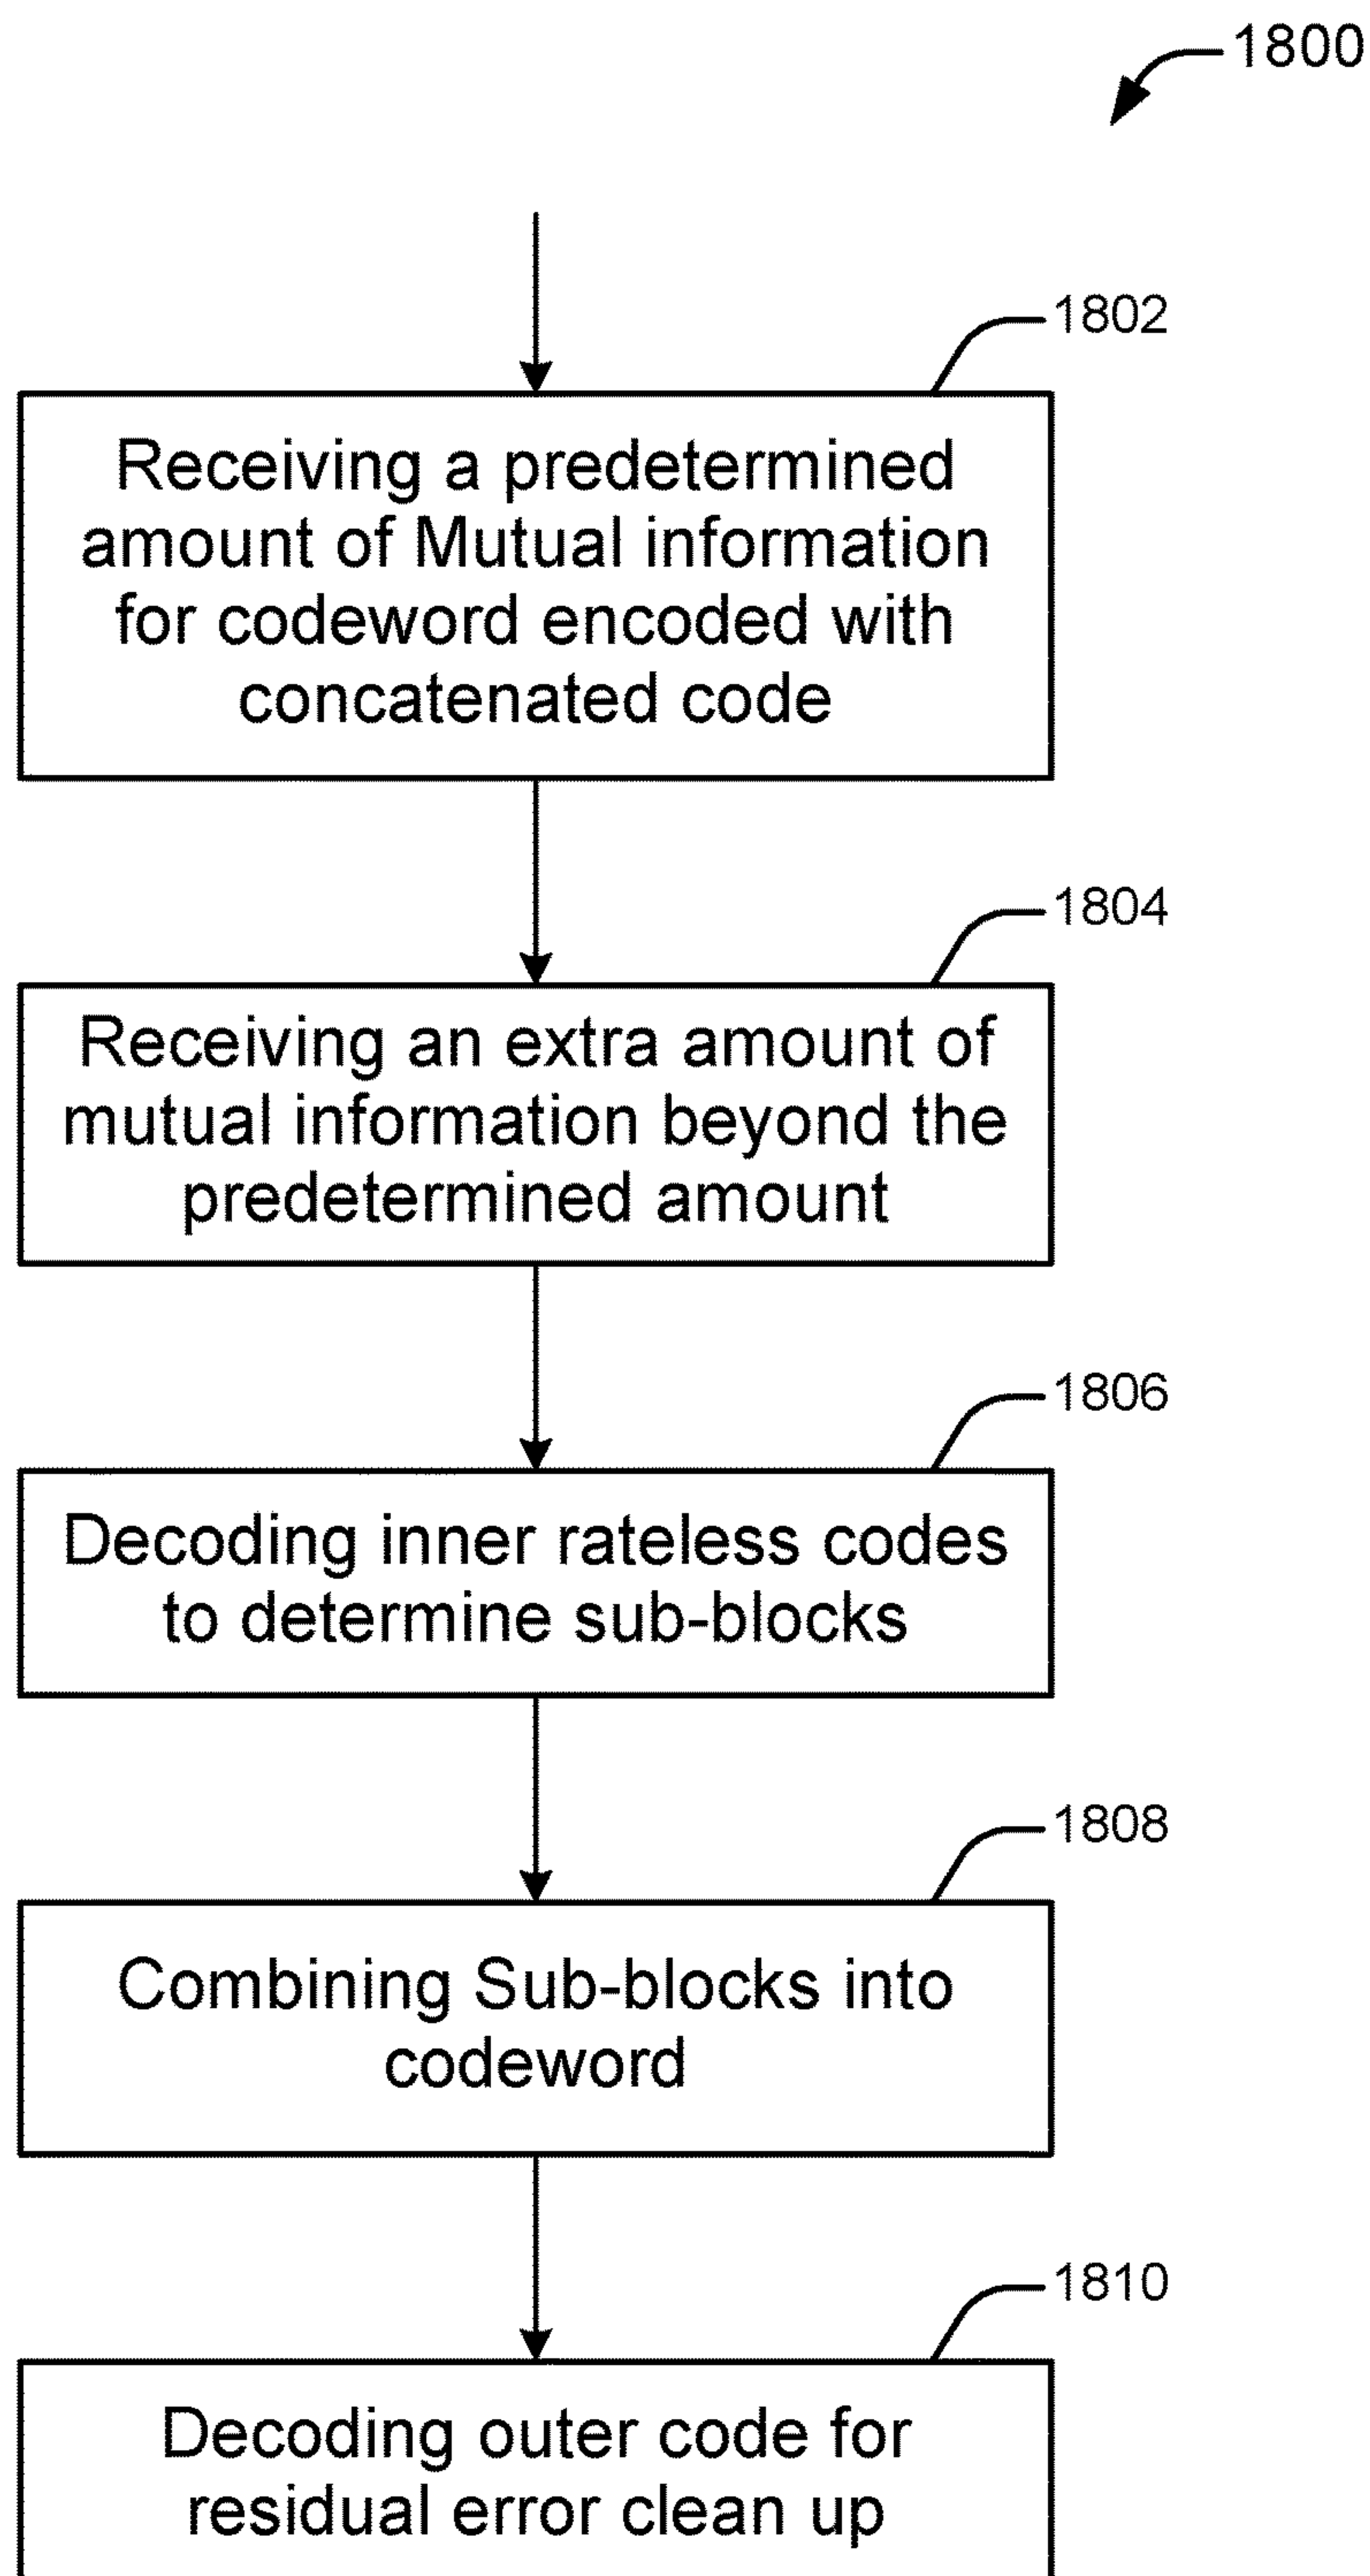 1800
1802
Receiving a predetermined
amount of Mutual information
for codeword encoded with
concatenated code
1804
Receiving an extra amount of
mutual information beyond the
predetermined amount
1806
Decoding inner rateless codes
to determine sub-blocks
1808
Combining Sub-blocks into
codeword
1810
Decoding outer code for
residual error clean up